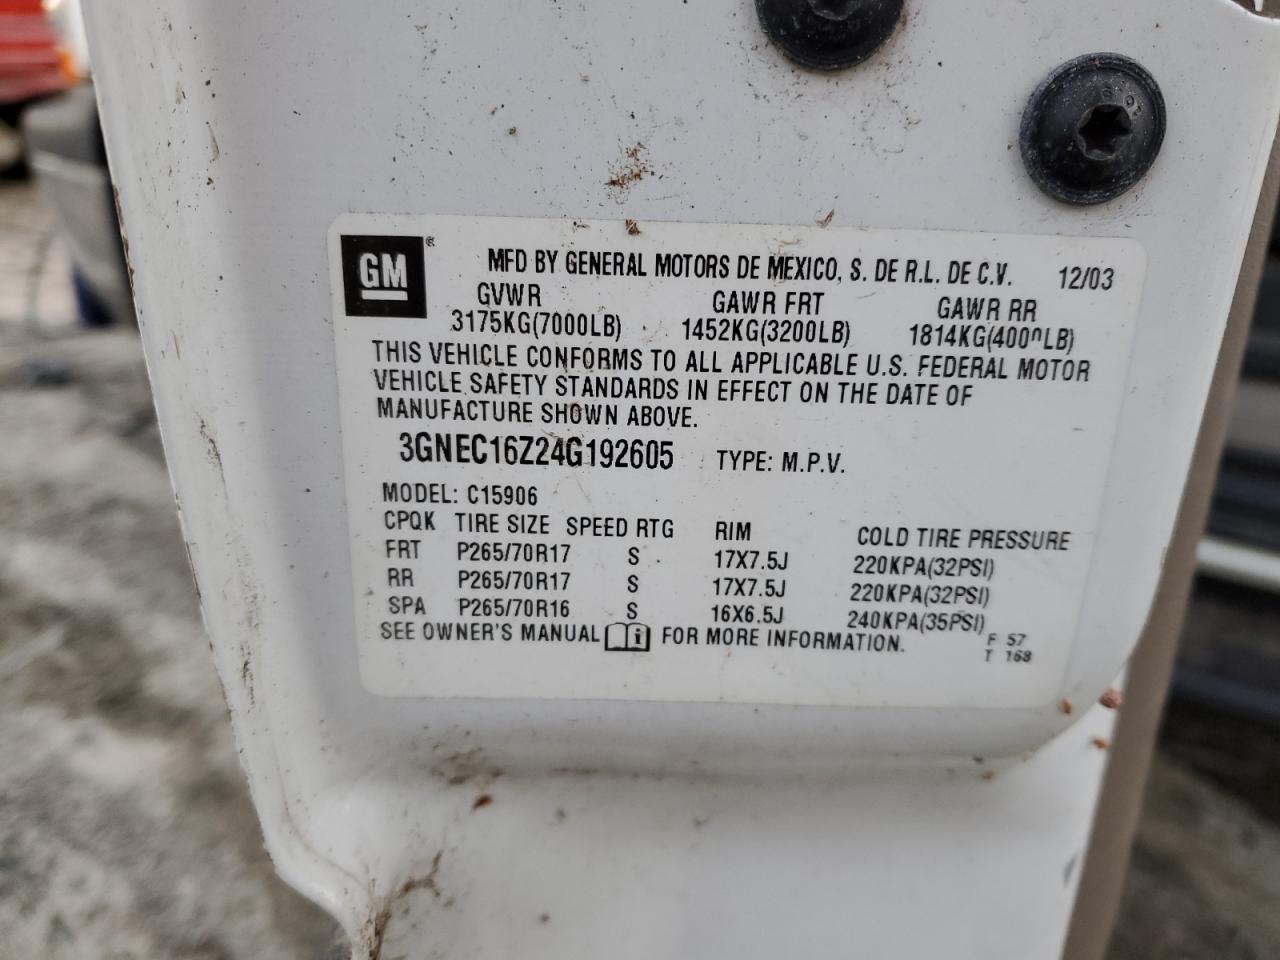 GM®
MFD BY GENERAL MOTORS DE MEXICO, S. DE R.L. DE C.V. 12/03
GVWR GAWR FRT GAWR RR
3175KG(7000LB) 1452KG(3200LB) 1814KG(4000LB)
THIS VEHICLE CONFORMS TO ALL APPLICABLE U.S. FEDERAL MOTOR
VEHICLE SAFETY STANDARDS IN EFFECT ON THE DATE OF
MANUFACTURE SHOWN ABOVE.
3GNEC16Z24G192605 TYPE: M.P.V.
MODEL: C15906
CPQK TIRE SIZE SPEED RTG RIM COLD TIRE PRESSURE
FRT P265/70R17 S 17X7.5J 220KPA(32PSI)
RR P265/70R17 S 17X7.5J 220KPA(32PSI)
SPA P265/70R16 S 16X6.5J 240KPA(35PSI)
SEE OWNER'S MANUAL FOR MORE INFORMATION.
F 57
T 168